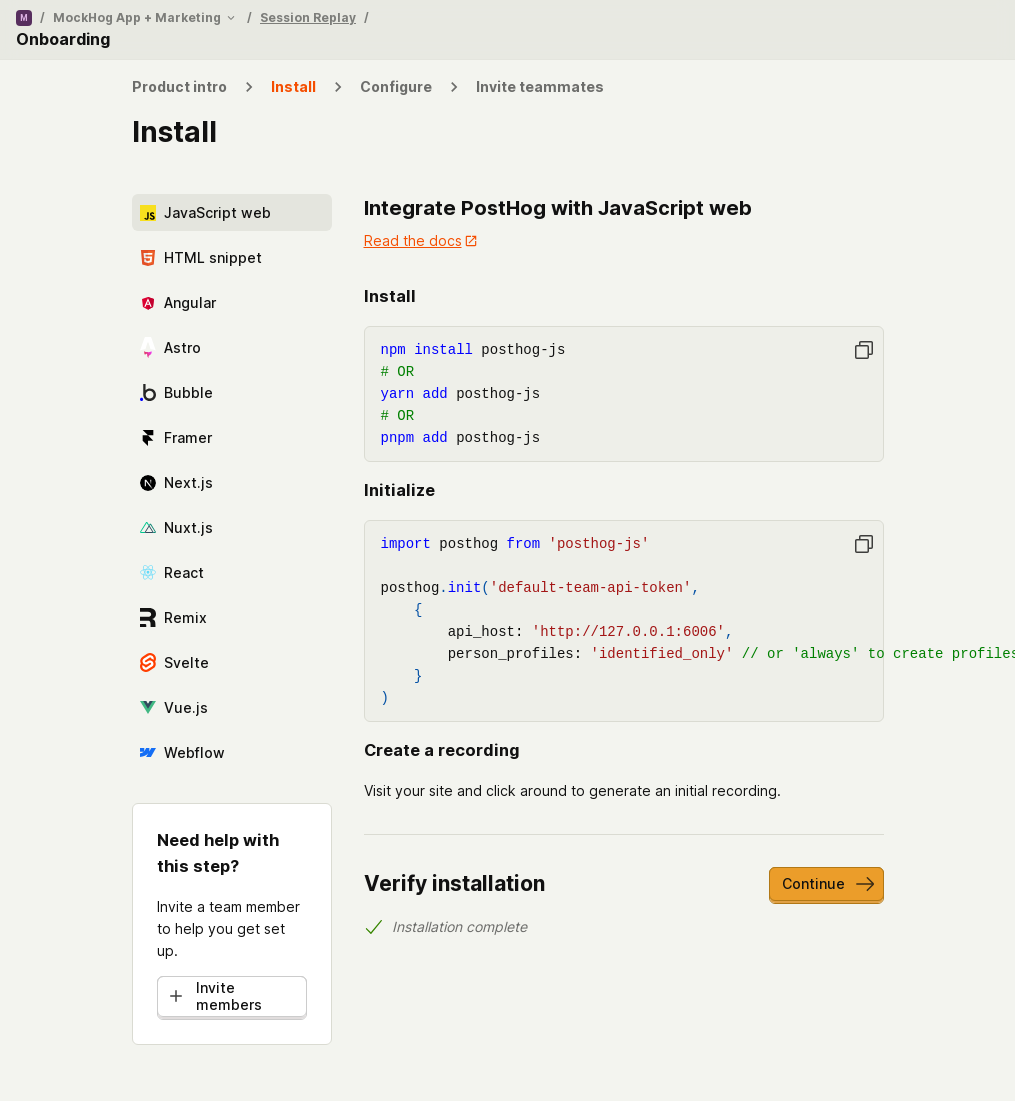 M / MockHog App + Marketing / Session Replay /
Onboarding
Product intro > Install > Configure > Invite teammates
Install
JS JavaScript web
HTML snippet
Angular
Astro
Bubble
Framer
Next.js
Nuxt.js
React
Remix
Svelte
Vue.js
Webflow
Need help with
this step?
Invite a team member
to help you get set
up.
Invite
members
Integrate PostHog with JavaScript web
Read the docs
Install
npm install posthog-js
# OR
yarn add posthog-js
# OR
pnpm add posthog-js
Initialize
import posthog from 'posthog-js'
posthog.init('default-team-api-token',
{
api_host: 'http://127.0.0.1:6006',
person_profiles: 'identified_only' // or 'always' to create profiles
}
)
Create a recording
Visit your site and click around to generate an initial recording.
Verify installation
Continue
Installation complete